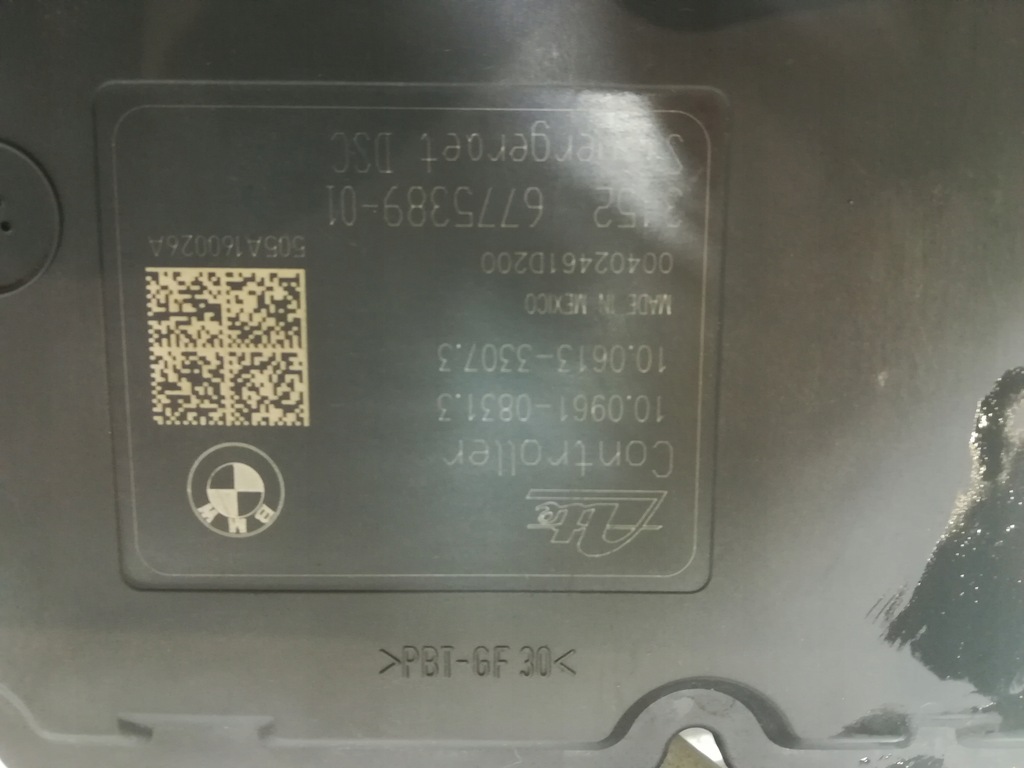 Ate
Controller
10.0961-0831.3
10.0613-3307.3
MADE IN MEXICO
00402461D200
6775389-01
DSC
BMW
505A160026A
>PBT-GF 30<